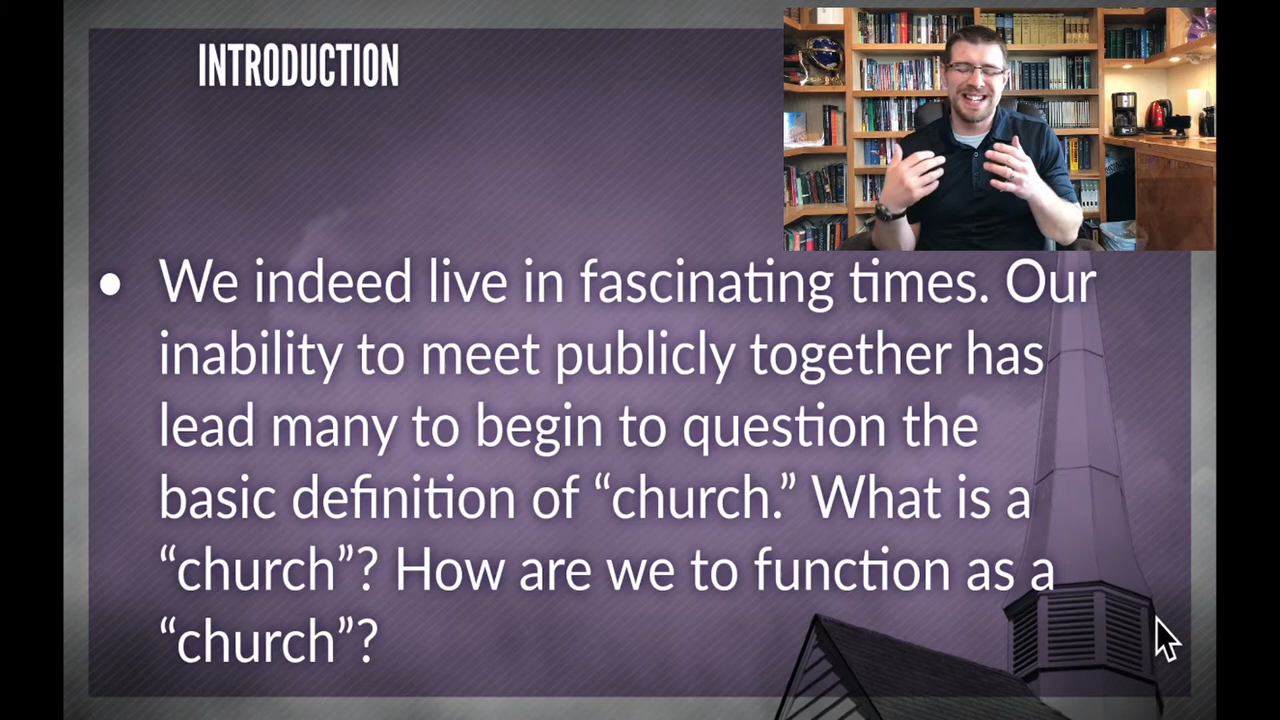 INTRODUCTION
• We indeed live in fascinating times. Our
inability to meet publicly together has
lead many to begin to question the
basic definition of “church.” What is a
“church”? How are we to function as a
“church”?